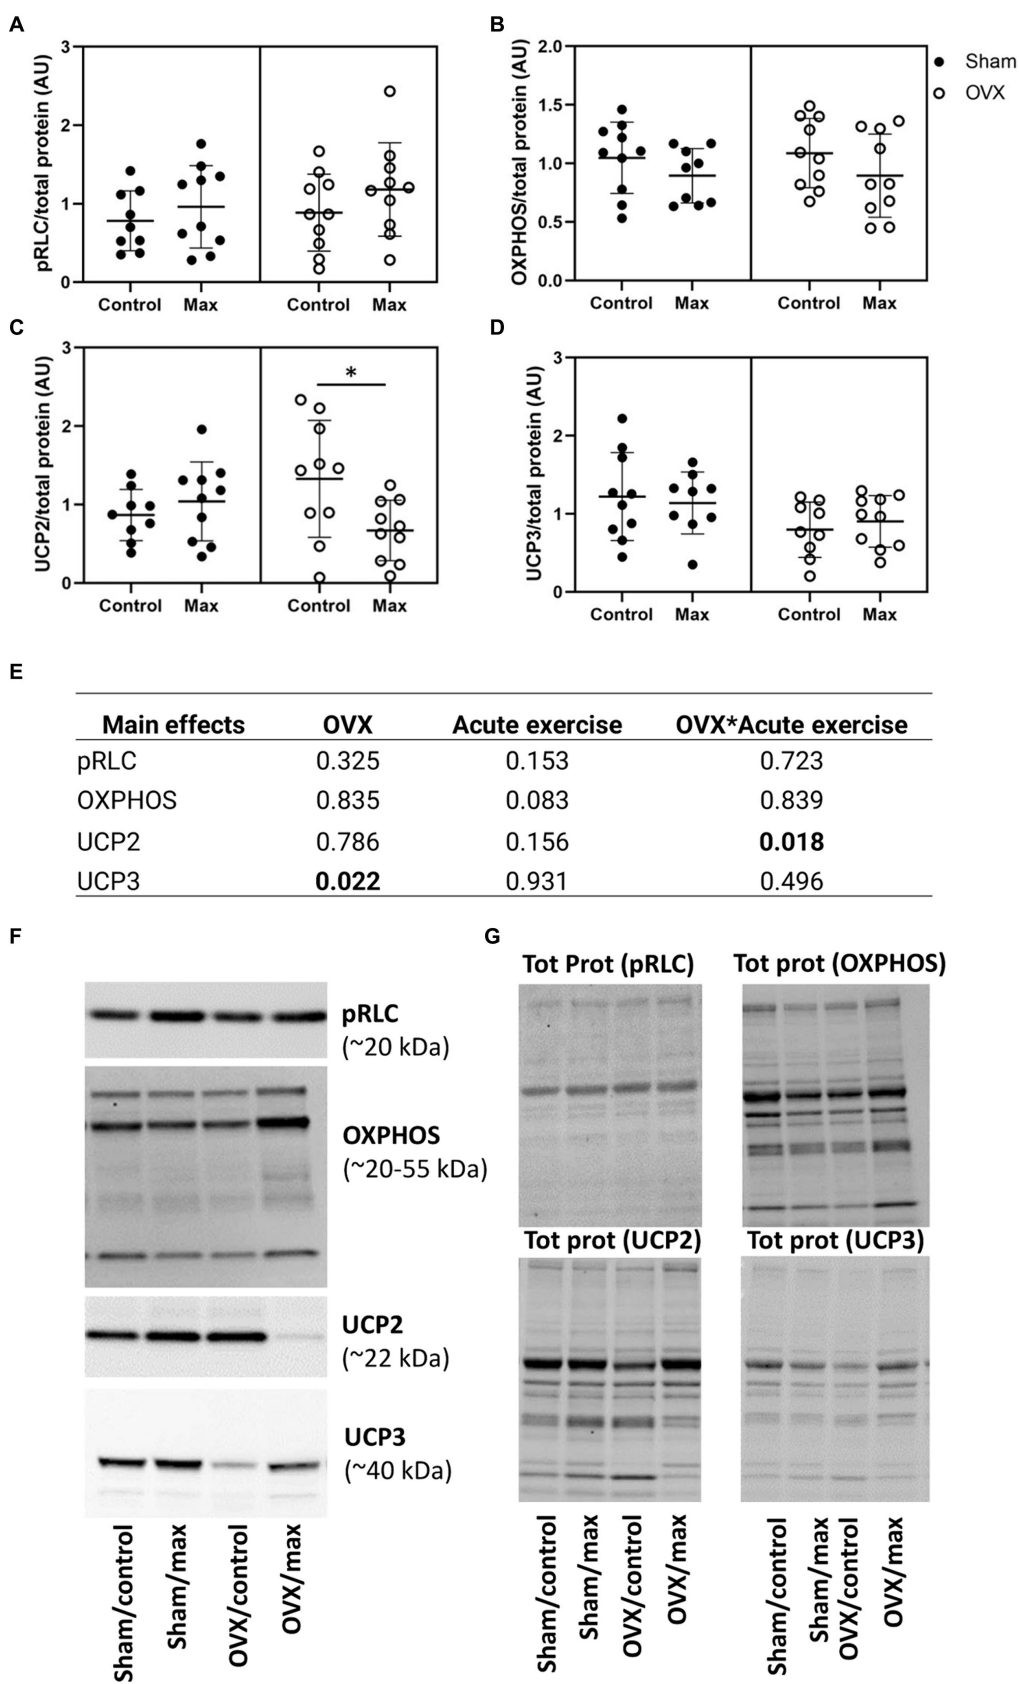 A
pRLC/total protein (AU)
3
2
1
0
Control Max Control Max
B
OXPHOS/total protein (AU)
2.0
1.5
1.0
0.5
0.0
Control Max Control Max
Sham
OVX
C
UCP2/total protein (AU)
3
2
1
0
*
Control Max Control Max
D
UCP3/total protein (AU)
3
2
1
0
Control Max Control Max
E
Main effects OVX Acute exercise OVX*Acute exercise
pRLC 0.325 0.153 0.723
OXPHOS 0.835 0.083 0.839
UCP2 0.786 0.156 0.018
UCP3 0.022 0.931 0.496
F
pRLC
(~20 kDa)
OXPHOS
(~20-55 kDa)
UCP2
(~22 kDa)
UCP3
(~40 kDa)
Sham/control
Sham/max
OVX/control
OVX/max
G
Tot Prot (pRLC)
Tot prot (OXPHOS)
Tot prot (UCP2)
Tot prot (UCP3)
Sham/control
Sham/max
OVX/control
OVX/max
Sham/control
Sham/max
OVX/control
OVX/max